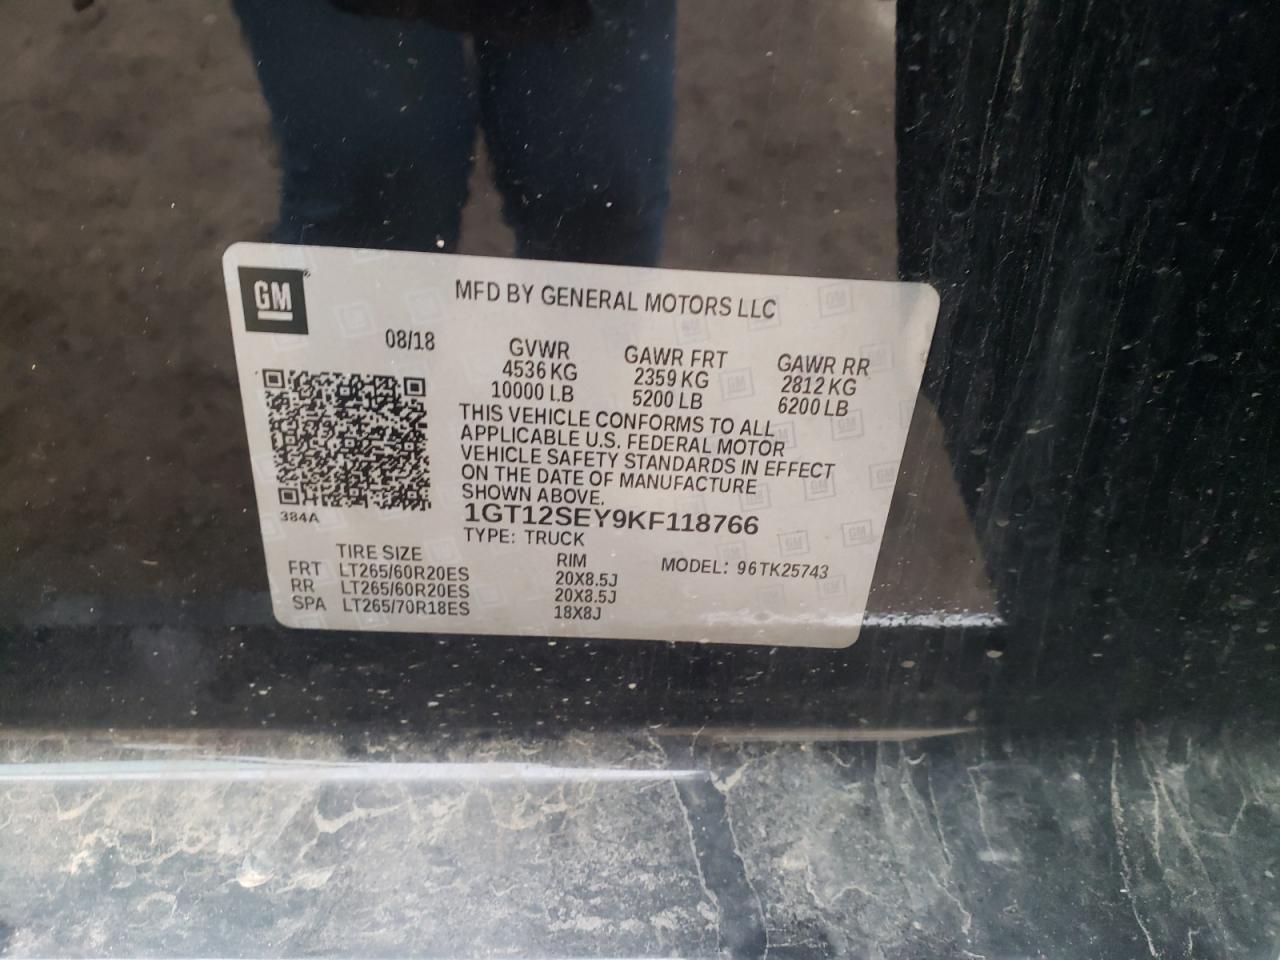 GM
MFD BY GENERAL MOTORS LLC
08/18
GVWR GAWR FRT GAWR RR
4536 KG 2359 KG 2812 KG
10000 LB 5200 LB 6200 LB
THIS VEHICLE CONFORMS TO ALL
APPLICABLE U.S. FEDERAL MOTOR
VEHICLE SAFETY STANDARDS IN EFFECT
ON THE DATE OF MANUFACTURE
SHOWN ABOVE.
384A
1GT12SEY9KF118766
TYPE: TRUCK
TIRE SIZE RIM MODEL: 96TK25743
FRT LT265/60R20ES 20X8.5J
RR LT265/60R20ES 20X8.5J
SPA LT265/70R18ES 18X8J